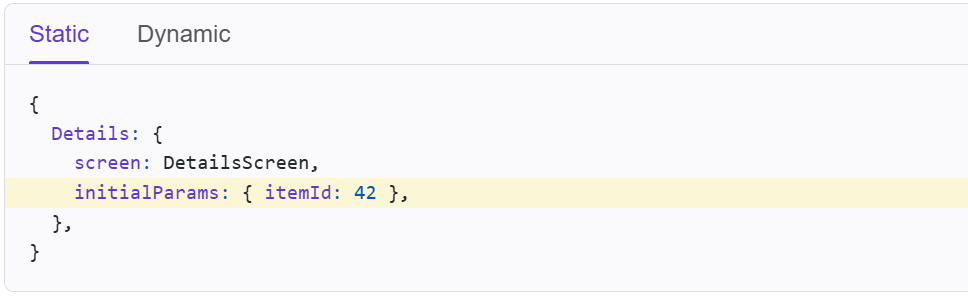 Static Dynamic
{
  Details: {
    screen: DetailsScreen,
    initialParams: { itemId: 42 },
  },
}